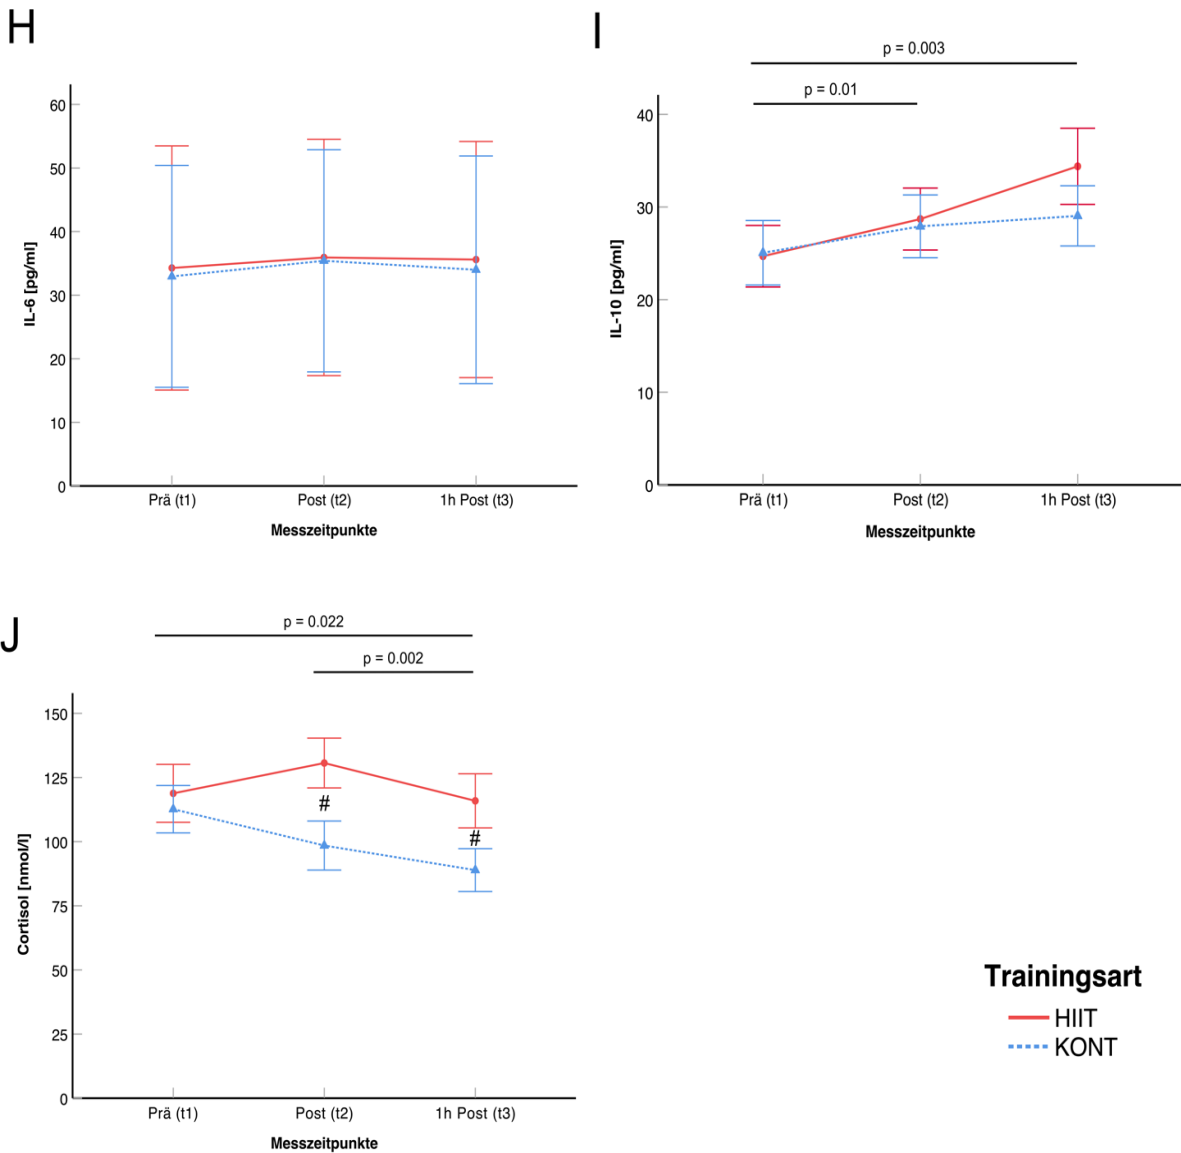 H
60
50
40
30
20
10
0
IL-6 [pg/ml]
Prä (t1) Post (t2) 1h Post (t3)
Messzeitpunkte
I
p = 0.003
p = 0.01
40
30
20
10
0
IL-10 [pg/ml]
Prä (t1) Post (t2) 1h Post (t3)
Messzeitpunkte
J
p = 0.022
p = 0.002
150
125
100
75
50
25
0
Cortisol [nmol/l]
#
#
Prä (t1) Post (t2) 1h Post (t3)
Messzeitpunkte
Trainingsart
HIIT
KONT